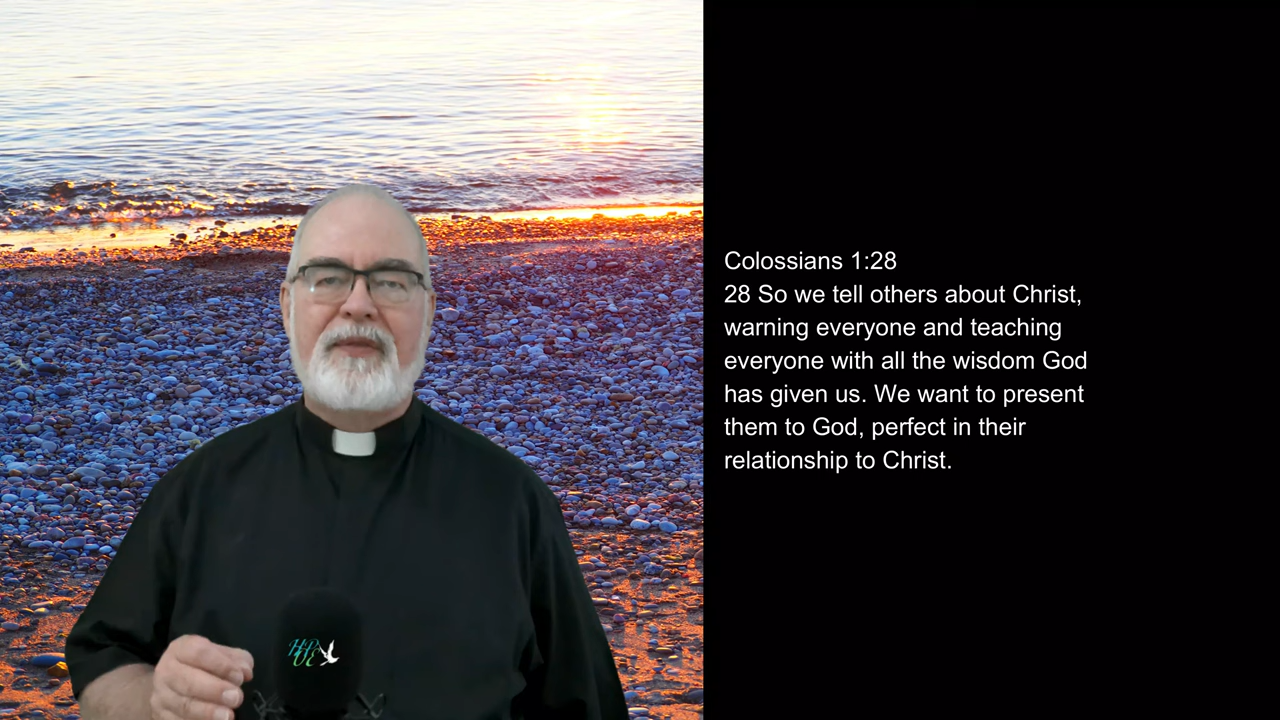 Colossians 1:28
28 So we tell others about Christ,
warning everyone and teaching
everyone with all the wisdom God
has given us. We want to present
them to God, perfect in their
relationship to Christ.